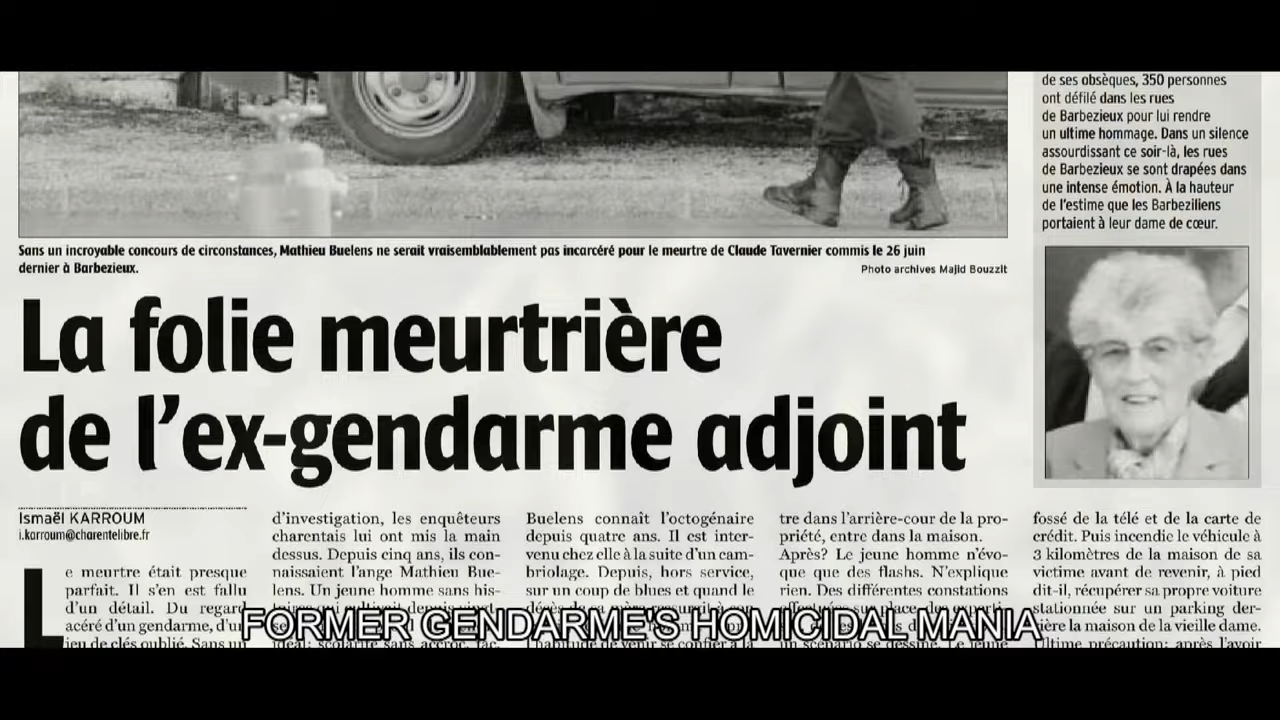 de ses obsèques, 350 personnes
ont défilé dans les rues
de Barbezieux pour lui rendre
un ultime hommage. Dans un silence
assourdissant ce soir-là, les rues
de Barbezieux se sont drapées dans
une intense émotion. À la hauteur
de l'estime que les Barbeziliens
portaient à leur dame de cœur.
Sans un incroyable concours de circonstances, Mathieu Buelens ne serait vraisemblablement pas incarcéré pour le meurtre de Claude Tavernier commis le 26 juin
dernier à Barbezieux.
Photo archives Majid Bouzzit
La folie meurtrière
de l'ex-gendarme adjoint
Ismaël KARROUM
i.karroum@charentelibre.fr
Le meurtre était presque
parfait. Il s'en est fallu
d'un détail. Du regard
acéré d'un gendarme, d'un
jeu de clés oublié. Sans un
d'investigation, les enquêteurs
charentais lui ont mis la main
dessus. Depuis cinq ans, ils con-
naissaient l'ange Mathieu Bue-
lens. Un jeune homme sans his-
Buelens connaît l'octogénaire
depuis quatre ans. Il est inter-
venu chez elle à la suite d'un cam-
briolage. Depuis, hors service,
sur un coup de blues et quand le
tre dans l'arrière-cour de la pro-
priété, entre dans la maison.
Après? Le jeune homme n'évo-
que que des flashs. N'explique
rien. Des différentes constations
fossé de la télé et de la carte de
crédit. Puis incendie le véhicule à
3 kilomètres de la maison de sa
victime avant de revenir, à pied
dit-il, récupérer sa propre voiture
stationnée sur un parking der-
rière la maison de la vieille dame.
Ultime précaution: après l'avoir
FORMER GENDARME'S HOMICIDAL MANIA